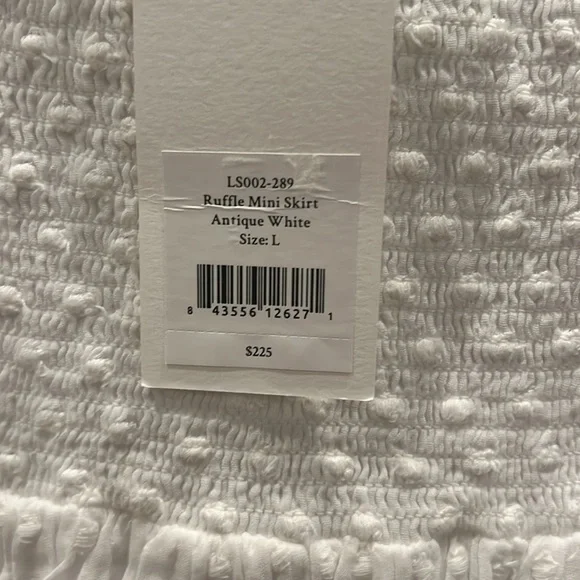 LS002-289
Ruffle Mini Skirt
Antique White
Size: L
8 43556 12627 1
$225